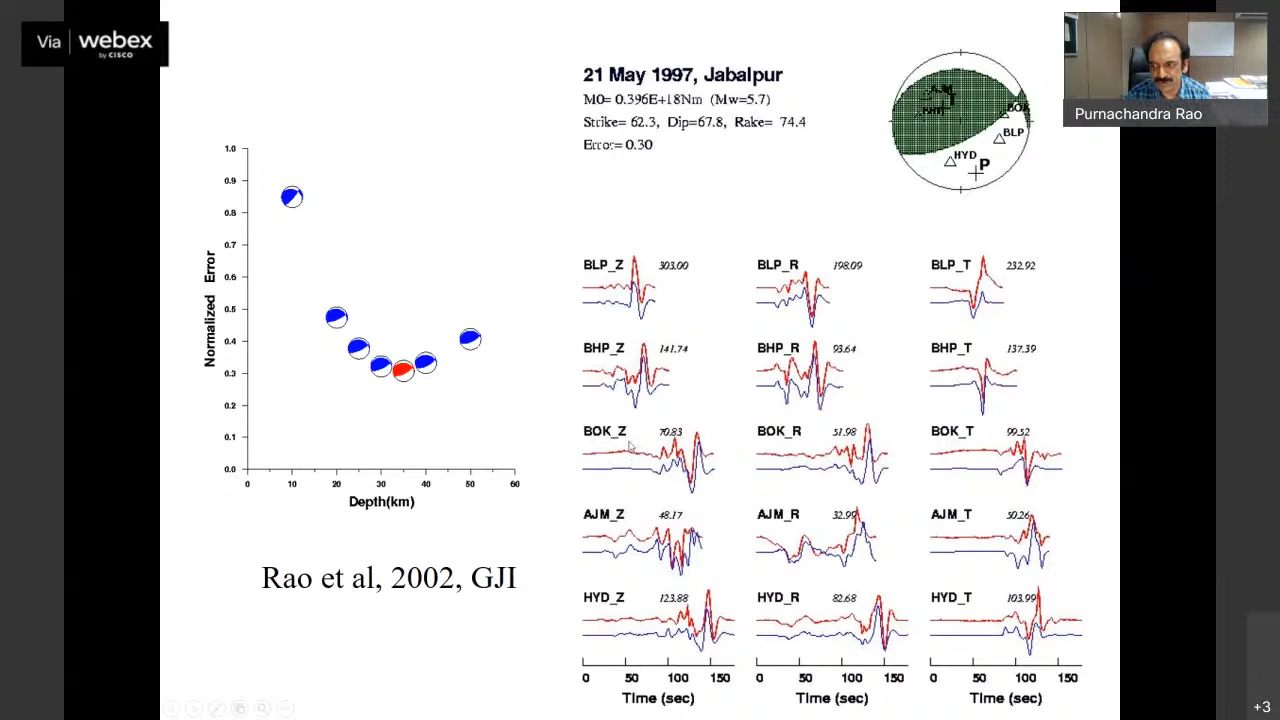 Via webex
by CISCO
Purnachandra Rao
21 May 1997, Jabalpur
M0= 0.396E+18Nm (Mw=5.7)
Strike= 62.3, Dip=67.8, Rake= 74.4
Error= 0.30
BOK
BLP
HYD
P
1.0
0.9
0.8
0.7
0.6
0.5
0.4
0.3
0.2
0.1
0.0
Normalized Error
0 10 20 30 40 50 60
Depth(km)
Rao et al, 2002, GJI
BLP_Z 303.00 BLP_R 198.09 BLP_T 232.92
BHP_Z 141.74 BHP_R 93.64 BHP_T 137.39
BOK_Z 70.83 BOK_R 51.98 BOK_T 99.52
AJM_Z 48.17 AJM_R 32.99 AJM_T 50.26
HYD_Z 123.88 HYD_R 82.68 HYD_T 103.99
0 50 100 150 0 50 100 150 0 50 100 150
Time (sec) Time (sec) Time (sec)
+3